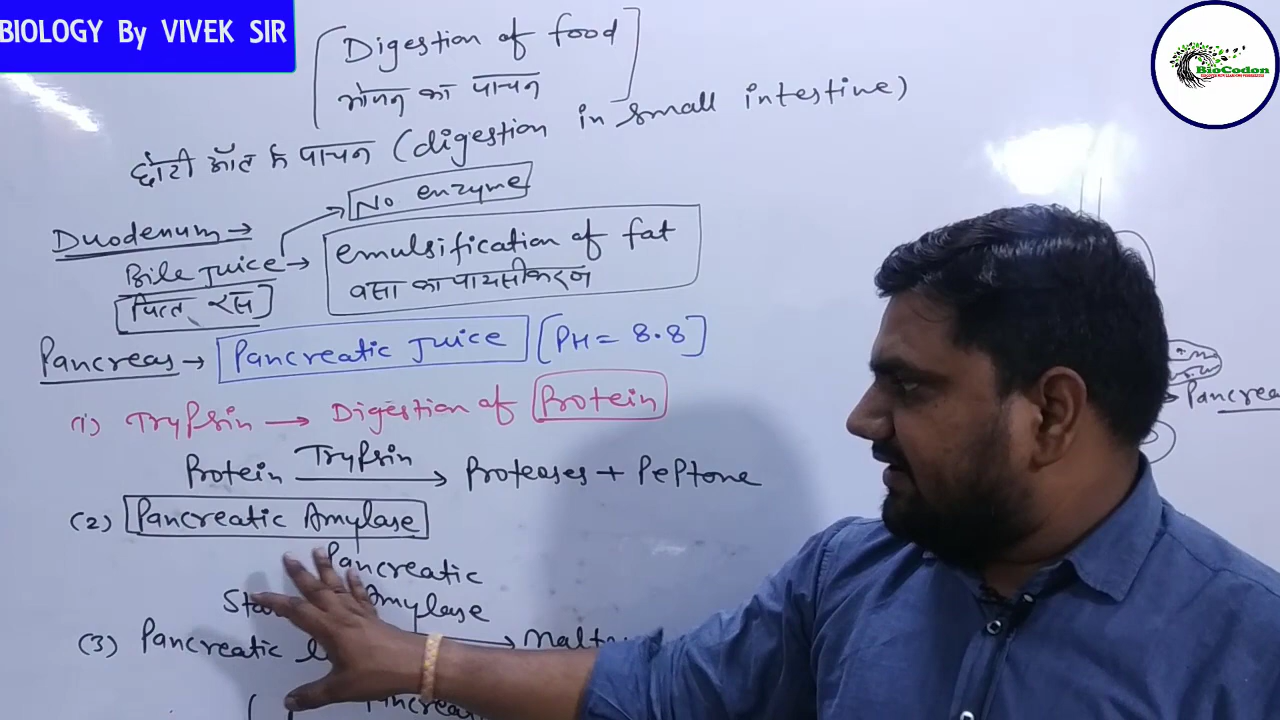 BIOLOGY By VIVEK SIR
BioCodon
Digestion of food
भोजन का पाचन
छोटी आँत में पाचन (digestion in small intestine)
No enzyme
Duodenum →
Bile Juice →
पित्त रस
emulsification of fat
वसा का पायसीकरण
Pancreas → Pancreatic Juice [PH = 8.8]
(1) Trypsin → Digestion of Protein
Protein Trypsin → Proteases + Peptone
(2) Pancreatic Amylase
Pancreatic
Amylase
(3) Pancreatic
→ Malt
Pancrea